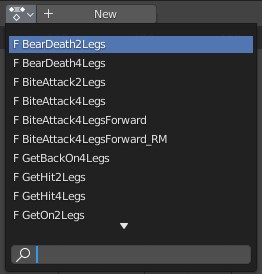 + New
F BearDeath2Legs
F BearDeath4Legs
F BiteAttack2Legs
F BiteAttack4Legs
F BiteAttack4LegsForward
F BiteAttack4LegsForward_RM
F GetBackOn4Legs
F GetHit2Legs
F GetHit4Legs
F GetOn2Legs